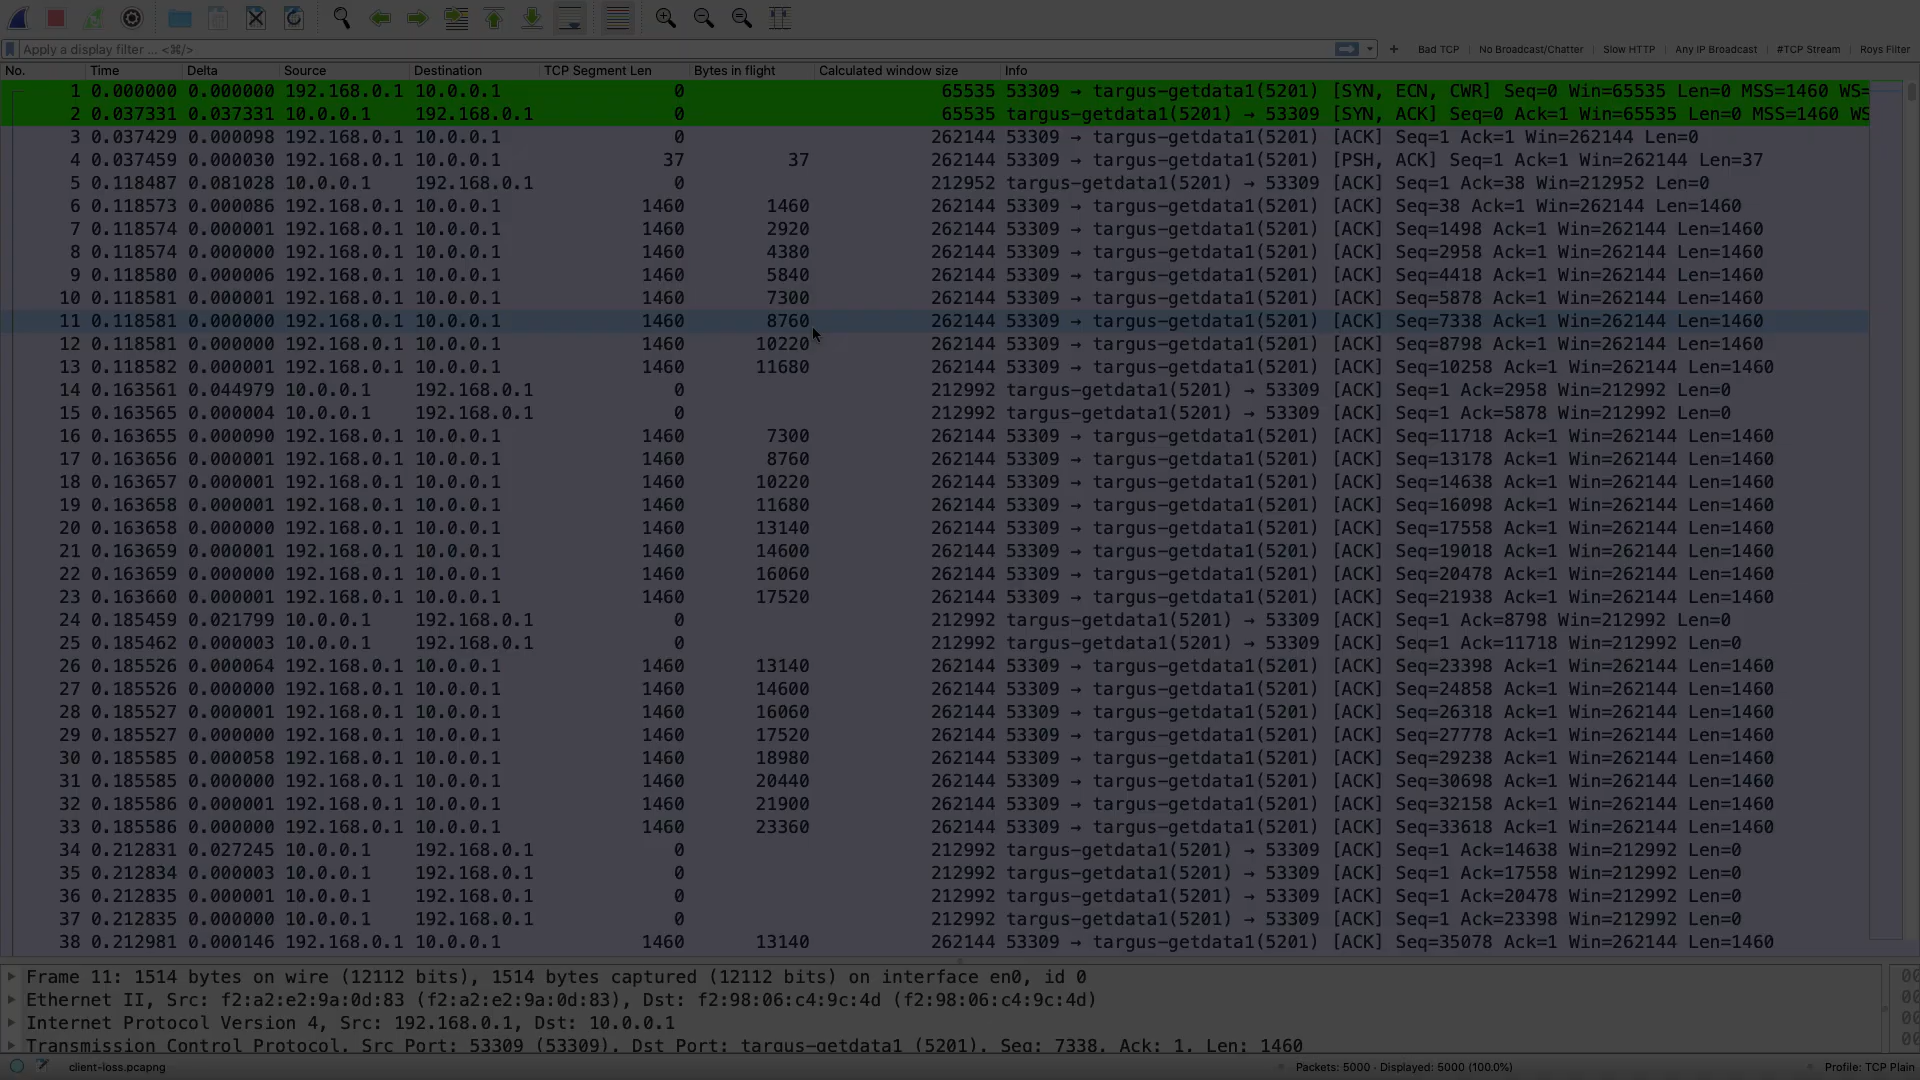 Apply a display filter ... <⌘/>
+ Bad TCP No Broadcast/Chatter Slow HTTP Any IP Broadcast #TCP Stream Roys Filter
No. Time Delta Source Destination TCP Segment Len Bytes in flight Calculated window size Info
1 0.000000 0.000000 192.168.0.1 10.0.0.1 0 65535 53309 → targus-getdata1(5201) [SYN, ECN, CWR] Seq=0 Win=65535 Len=0 MSS=1460 WS=
2 0.037331 0.037331 10.0.0.1 192.168.0.1 0 65535 targus-getdata1(5201) → 53309 [SYN, ACK] Seq=0 Ack=1 Win=65535 Len=0 MSS=1460 WS
3 0.037429 0.000098 192.168.0.1 10.0.0.1 0 262144 53309 → targus-getdata1(5201) [ACK] Seq=1 Ack=1 Win=262144 Len=0
4 0.037459 0.000030 192.168.0.1 10.0.0.1 37 37 262144 53309 → targus-getdata1(5201) [PSH, ACK] Seq=1 Ack=1 Win=262144 Len=37
5 0.118487 0.081028 10.0.0.1 192.168.0.1 0 212952 targus-getdata1(5201) → 53309 [ACK] Seq=1 Ack=38 Win=212952 Len=0
6 0.118573 0.000086 192.168.0.1 10.0.0.1 1460 1460 262144 53309 → targus-getdata1(5201) [ACK] Seq=38 Ack=1 Win=262144 Len=1460
7 0.118574 0.000001 192.168.0.1 10.0.0.1 1460 2920 262144 53309 → targus-getdata1(5201) [ACK] Seq=1498 Ack=1 Win=262144 Len=1460
8 0.118574 0.000000 192.168.0.1 10.0.0.1 1460 4380 262144 53309 → targus-getdata1(5201) [ACK] Seq=2958 Ack=1 Win=262144 Len=1460
9 0.118580 0.000006 192.168.0.1 10.0.0.1 1460 5840 262144 53309 → targus-getdata1(5201) [ACK] Seq=4418 Ack=1 Win=262144 Len=1460
10 0.118581 0.000001 192.168.0.1 10.0.0.1 1460 7300 262144 53309 → targus-getdata1(5201) [ACK] Seq=5878 Ack=1 Win=262144 Len=1460
11 0.118581 0.000000 192.168.0.1 10.0.0.1 1460 8760 262144 53309 → targus-getdata1(5201) [ACK] Seq=7338 Ack=1 Win=262144 Len=1460
12 0.118581 0.000000 192.168.0.1 10.0.0.1 1460 10220 262144 53309 → targus-getdata1(5201) [ACK] Seq=8798 Ack=1 Win=262144 Len=1460
13 0.118582 0.000001 192.168.0.1 10.0.0.1 1460 11680 262144 53309 → targus-getdata1(5201) [ACK] Seq=10258 Ack=1 Win=262144 Len=1460
14 0.163561 0.044979 10.0.0.1 192.168.0.1 0 212992 targus-getdata1(5201) → 53309 [ACK] Seq=1 Ack=2958 Win=212992 Len=0
15 0.163565 0.000004 10.0.0.1 192.168.0.1 0 212992 targus-getdata1(5201) → 53309 [ACK] Seq=1 Ack=5878 Win=212992 Len=0
16 0.163655 0.000090 192.168.0.1 10.0.0.1 1460 7300 262144 53309 → targus-getdata1(5201) [ACK] Seq=11718 Ack=1 Win=262144 Len=1460
17 0.163656 0.000001 192.168.0.1 10.0.0.1 1460 8760 262144 53309 → targus-getdata1(5201) [ACK] Seq=13178 Ack=1 Win=262144 Len=1460
18 0.163657 0.000001 192.168.0.1 10.0.0.1 1460 10220 262144 53309 → targus-getdata1(5201) [ACK] Seq=14638 Ack=1 Win=262144 Len=1460
19 0.163658 0.000001 192.168.0.1 10.0.0.1 1460 11680 262144 53309 → targus-getdata1(5201) [ACK] Seq=16098 Ack=1 Win=262144 Len=1460
20 0.163658 0.000000 192.168.0.1 10.0.0.1 1460 13140 262144 53309 → targus-getdata1(5201) [ACK] Seq=17558 Ack=1 Win=262144 Len=1460
21 0.163659 0.000001 192.168.0.1 10.0.0.1 1460 14600 262144 53309 → targus-getdata1(5201) [ACK] Seq=19018 Ack=1 Win=262144 Len=1460
22 0.163659 0.000000 192.168.0.1 10.0.0.1 1460 16060 262144 53309 → targus-getdata1(5201) [ACK] Seq=20478 Ack=1 Win=262144 Len=1460
23 0.163660 0.000001 192.168.0.1 10.0.0.1 1460 17520 262144 53309 → targus-getdata1(5201) [ACK] Seq=21938 Ack=1 Win=262144 Len=1460
24 0.185459 0.021799 10.0.0.1 192.168.0.1 0 212992 targus-getdata1(5201) → 53309 [ACK] Seq=1 Ack=8798 Win=212992 Len=0
25 0.185462 0.000003 10.0.0.1 192.168.0.1 0 212992 targus-getdata1(5201) → 53309 [ACK] Seq=1 Ack=11718 Win=212992 Len=0
26 0.185526 0.000064 192.168.0.1 10.0.0.1 1460 13140 262144 53309 → targus-getdata1(5201) [ACK] Seq=23398 Ack=1 Win=262144 Len=1460
27 0.185526 0.000000 192.168.0.1 10.0.0.1 1460 14600 262144 53309 → targus-getdata1(5201) [ACK] Seq=24858 Ack=1 Win=262144 Len=1460
28 0.185527 0.000001 192.168.0.1 10.0.0.1 1460 16060 262144 53309 → targus-getdata1(5201) [ACK] Seq=26318 Ack=1 Win=262144 Len=1460
29 0.185527 0.000000 192.168.0.1 10.0.0.1 1460 17520 262144 53309 → targus-getdata1(5201) [ACK] Seq=27778 Ack=1 Win=262144 Len=1460
30 0.185585 0.000058 192.168.0.1 10.0.0.1 1460 18980 262144 53309 → targus-getdata1(5201) [ACK] Seq=29238 Ack=1 Win=262144 Len=1460
31 0.185585 0.000000 192.168.0.1 10.0.0.1 1460 20440 262144 53309 → targus-getdata1(5201) [ACK] Seq=30698 Ack=1 Win=262144 Len=1460
32 0.185586 0.000001 192.168.0.1 10.0.0.1 1460 21900 262144 53309 → targus-getdata1(5201) [ACK] Seq=32158 Ack=1 Win=262144 Len=1460
33 0.185586 0.000000 192.168.0.1 10.0.0.1 1460 23360 262144 53309 → targus-getdata1(5201) [ACK] Seq=33618 Ack=1 Win=262144 Len=1460
34 0.212831 0.027245 10.0.0.1 192.168.0.1 0 212992 targus-getdata1(5201) → 53309 [ACK] Seq=1 Ack=14638 Win=212992 Len=0
35 0.212834 0.000003 10.0.0.1 192.168.0.1 0 212992 targus-getdata1(5201) → 53309 [ACK] Seq=1 Ack=17558 Win=212992 Len=0
36 0.212835 0.000001 10.0.0.1 192.168.0.1 0 212992 targus-getdata1(5201) → 53309 [ACK] Seq=1 Ack=20478 Win=212992 Len=0
37 0.212835 0.000000 10.0.0.1 192.168.0.1 0 212992 targus-getdata1(5201) → 53309 [ACK] Seq=1 Ack=23398 Win=212992 Len=0
38 0.212981 0.000146 192.168.0.1 10.0.0.1 1460 13140 262144 53309 → targus-getdata1(5201) [ACK] Seq=35078 Ack=1 Win=262144 Len=1460
Frame 11: 1514 bytes on wire (12112 bits), 1514 bytes captured (12112 bits) on interface en0, id 0
Ethernet II, Src: f2:a2:e2:9a:0d:83 (f2:a2:e2:9a:0d:83), Dst: f2:98:06:c4:9c:4d (f2:98:06:c4:9c:4d)
Internet Protocol Version 4, Src: 192.168.0.1, Dst: 10.0.0.1
Transmission Control Protocol, Src Port: 53309 (53309), Dst Port: targus-getdata1 (5201), Seq: 7338, Ack: 1, Len: 1460
client-loss.pcapng
Packets: 5000 · Displayed: 5000 (100.0%)
Profile: TCP Plain